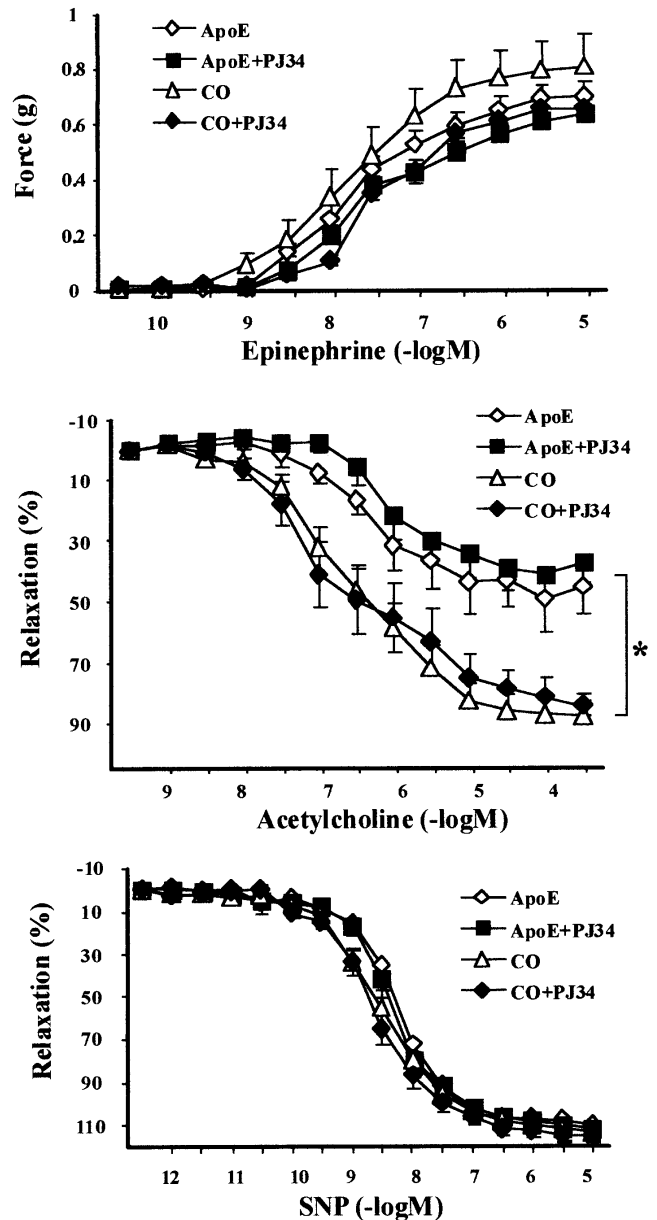 ApoE
ApoE+PJ34
CO
CO+PJ34
Force (g)
1
0.8
0.6
0.4
0.2
0
10 9 8 7 6 5
Epinephrine (-logM)
ApoE
ApoE+PJ34
CO
CO+PJ34
Relaxation (%)
-10
10
30
50
70
90
*
9 8 7 6 5 4
Acetylcholine (-logM)
ApoE
ApoE+PJ34
CO
CO+PJ34
Relaxation (%)
-10
10
30
50
70
90
110
12 11 10 9 8 7 6 5
SNP (-logM)